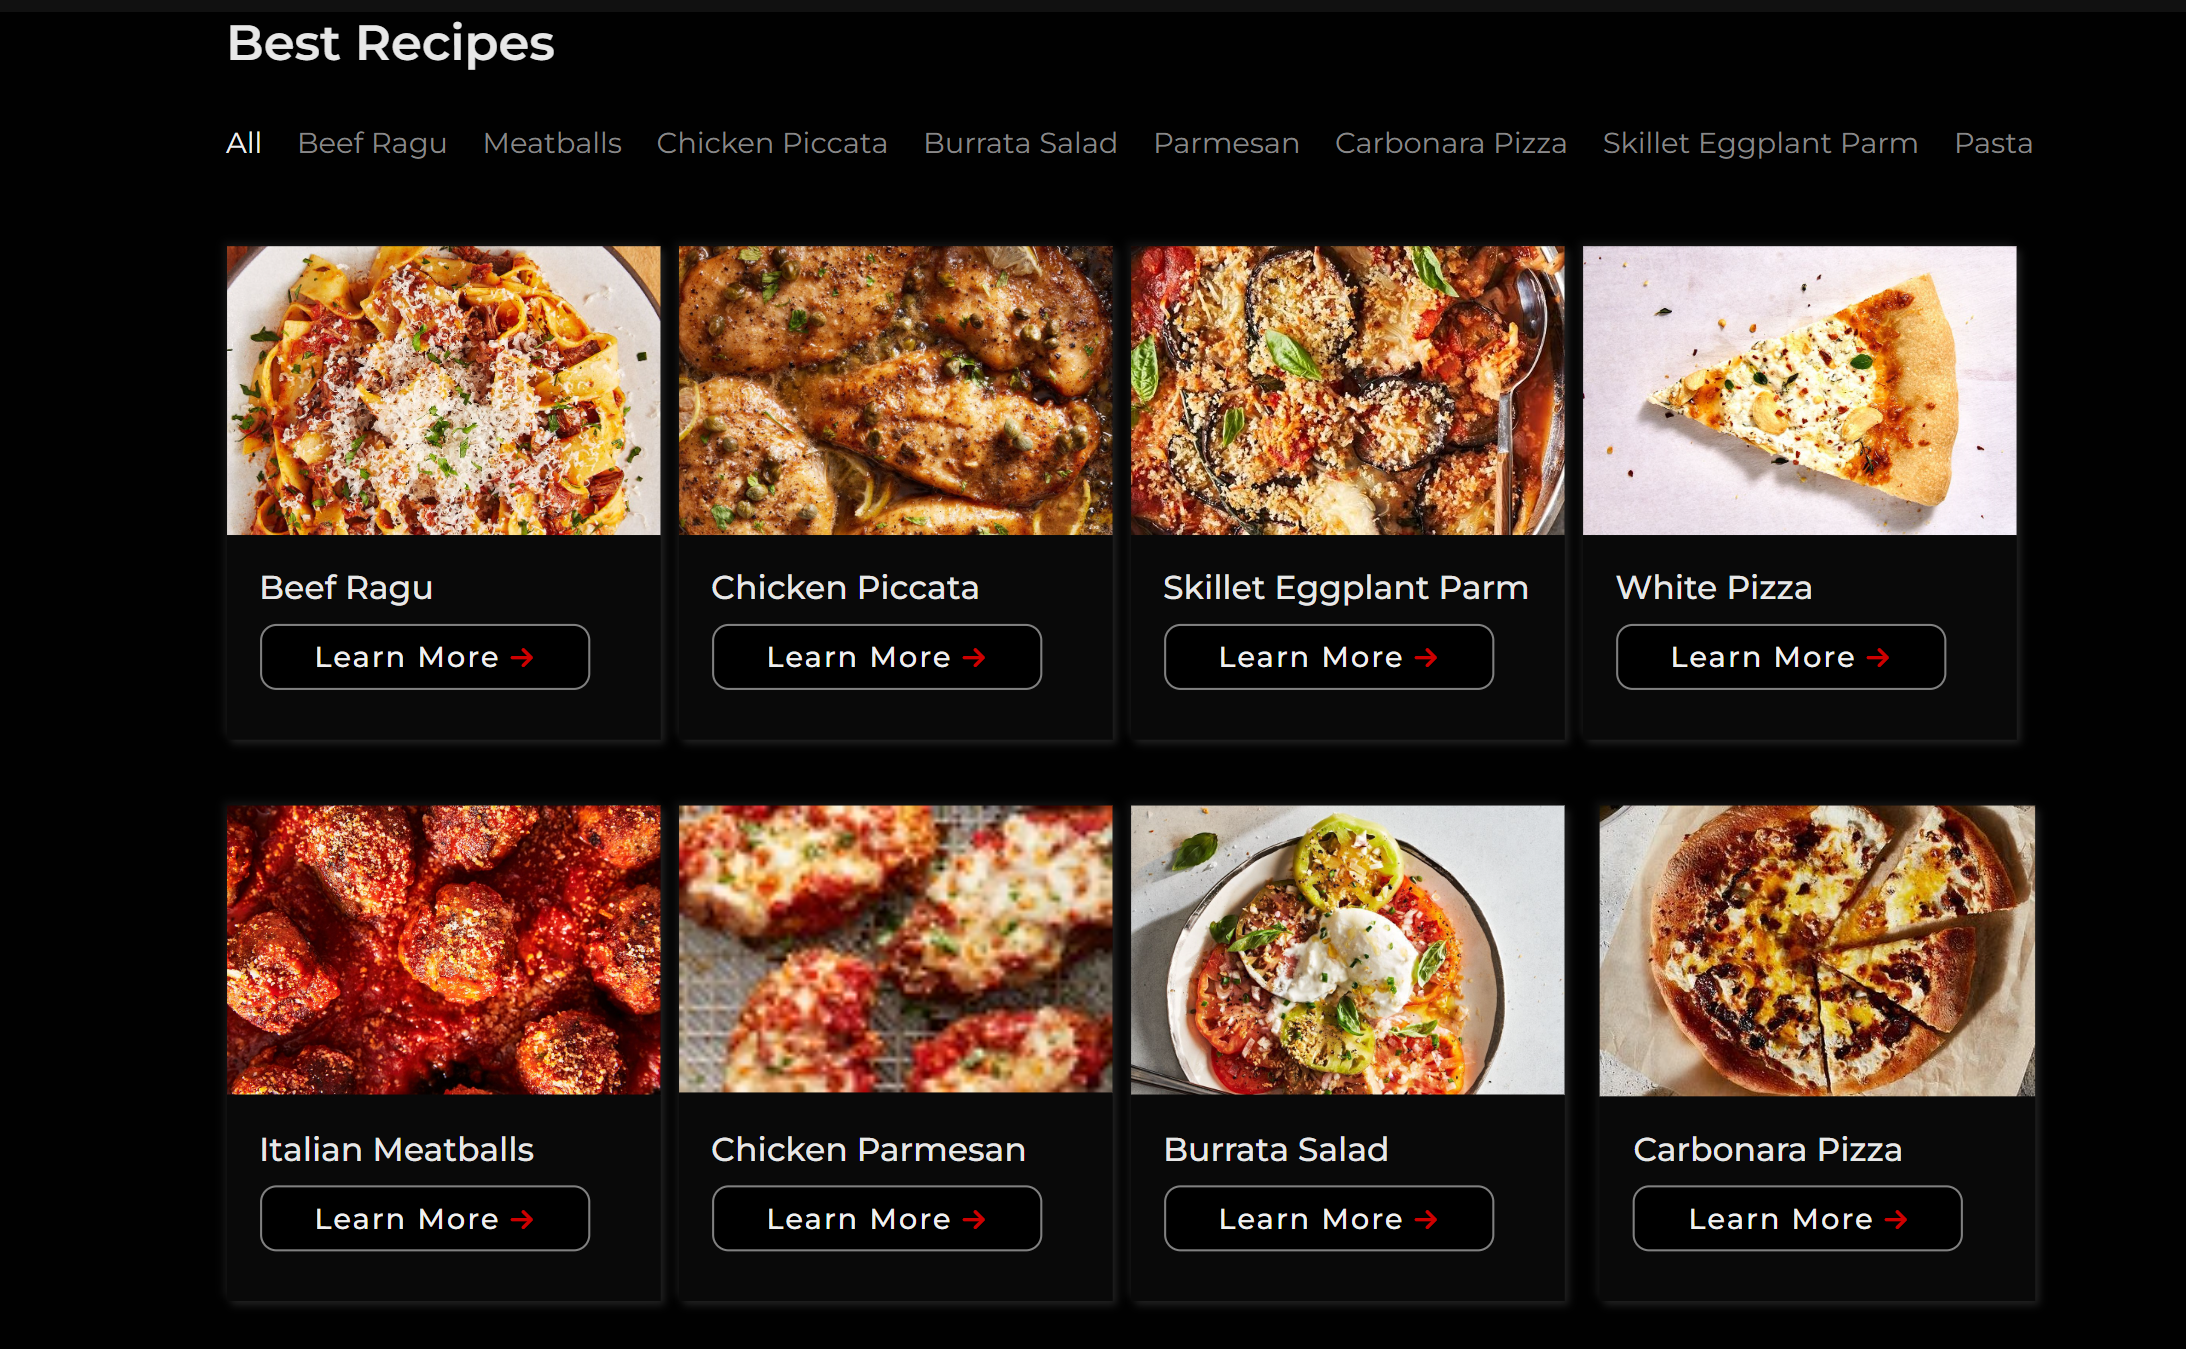 Best Recipes
All Beef Ragu Meatballs Chicken Piccata Burrata Salad Parmesan Carbonara Pizza Skillet Eggplant Parm Pasta
Beef Ragu Chicken Piccata Skillet Eggplant Parm White Pizza
Learn More → Learn More → Learn More → Learn More →
Italian Meatballs Chicken Parmesan Burrata Salad Carbonara Pizza
Learn More → Learn More → Learn More → Learn More →